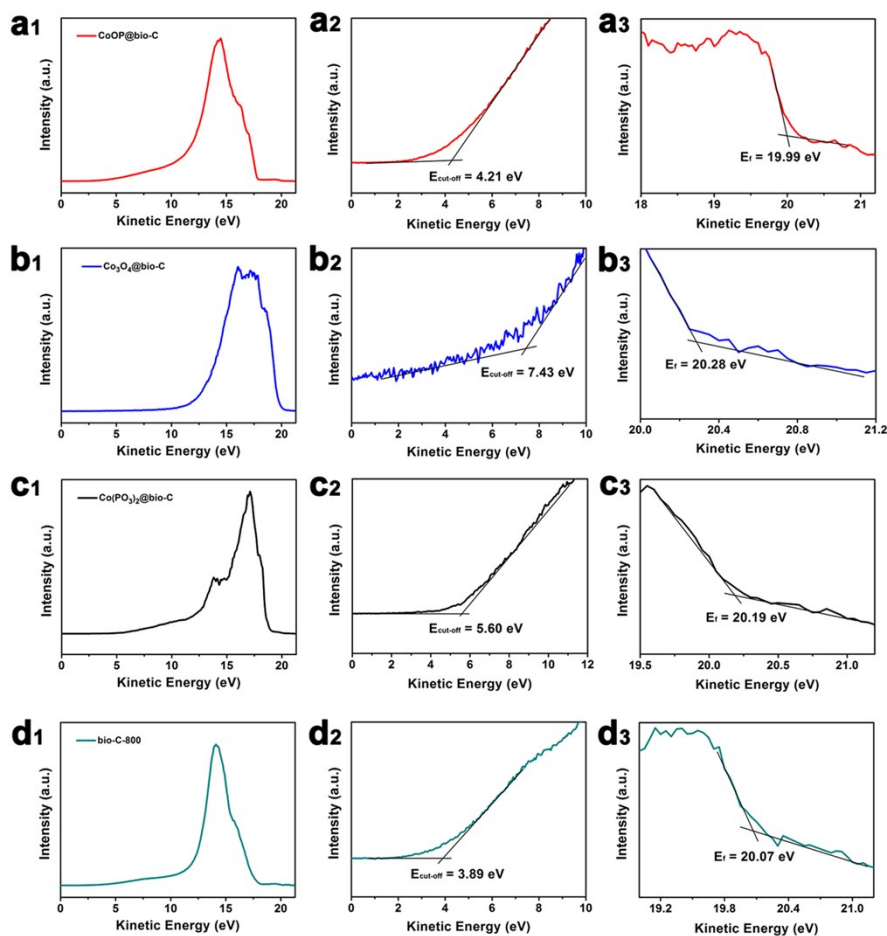 a1
CoOP@bio-C
Intensity (a.u.)
0 5 10 15 20
Kinetic Energy (eV)
a2
Intensity (a.u.)
E cut-off = 4.21 eV
0 2 4 6 8 10
Kinetic Energy (eV)
a3
Intensity (a.u.)
Ef = 19.99 eV
18 19 20 21
Kinetic Energy (eV)
b1
Co3O4@bio-C
Intensity (a.u.)
0 5 10 15 20
Kinetic Energy (eV)
b2
Intensity (a.u.)
E cut-off = 7.43 eV
0 2 4 6 8 10
Kinetic Energy (eV)
b3
Intensity (a.u.)
Ef = 20.28 eV
20.0 20.4 20.8 21.2
Kinetic Energy (eV)
c1
Co(PO3)2@bio-C
Intensity (a.u.)
0 5 10 15 20
Kinetic Energy (eV)
c2
Intensity (a.u.)
E cut-off = 5.60 eV
0 2 4 6 8 10 12
Kinetic Energy (eV)
c3
Intensity (a.u.)
Ef = 20.19 eV
19.5 20.0 20.5 21.0
Kinetic Energy (eV)
d1
bio-C-800
Intensity (a.u.)
0 5 10 15 20
Kinetic Energy (eV)
d2
Intensity (a.u.)
E cut-off = 3.89 eV
0 2 4 6 8 10
Kinetic Energy (eV)
d3
Intensity (a.u.)
Ef = 20.07 eV
19.2 19.8 20.4 21.0
Kinetic Energy (eV)